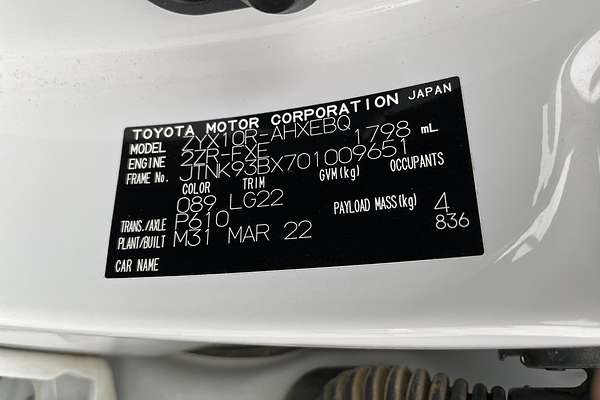 TOYOTA MOTOR CORPORATION JAPAN
MODEL ZYX10R-AHXEBQ
ENGINE 2ZR-FXE 1798 mL
FRAME No. JTNK93BX701009651
COLOR TRIM GVM(kg) OCCUPANTS
089 LG22 4
TRANS./AXLE P610 PAYLOAD MASS(kg) 836
PLANT/BUILT M31 MAR 22
CAR NAME